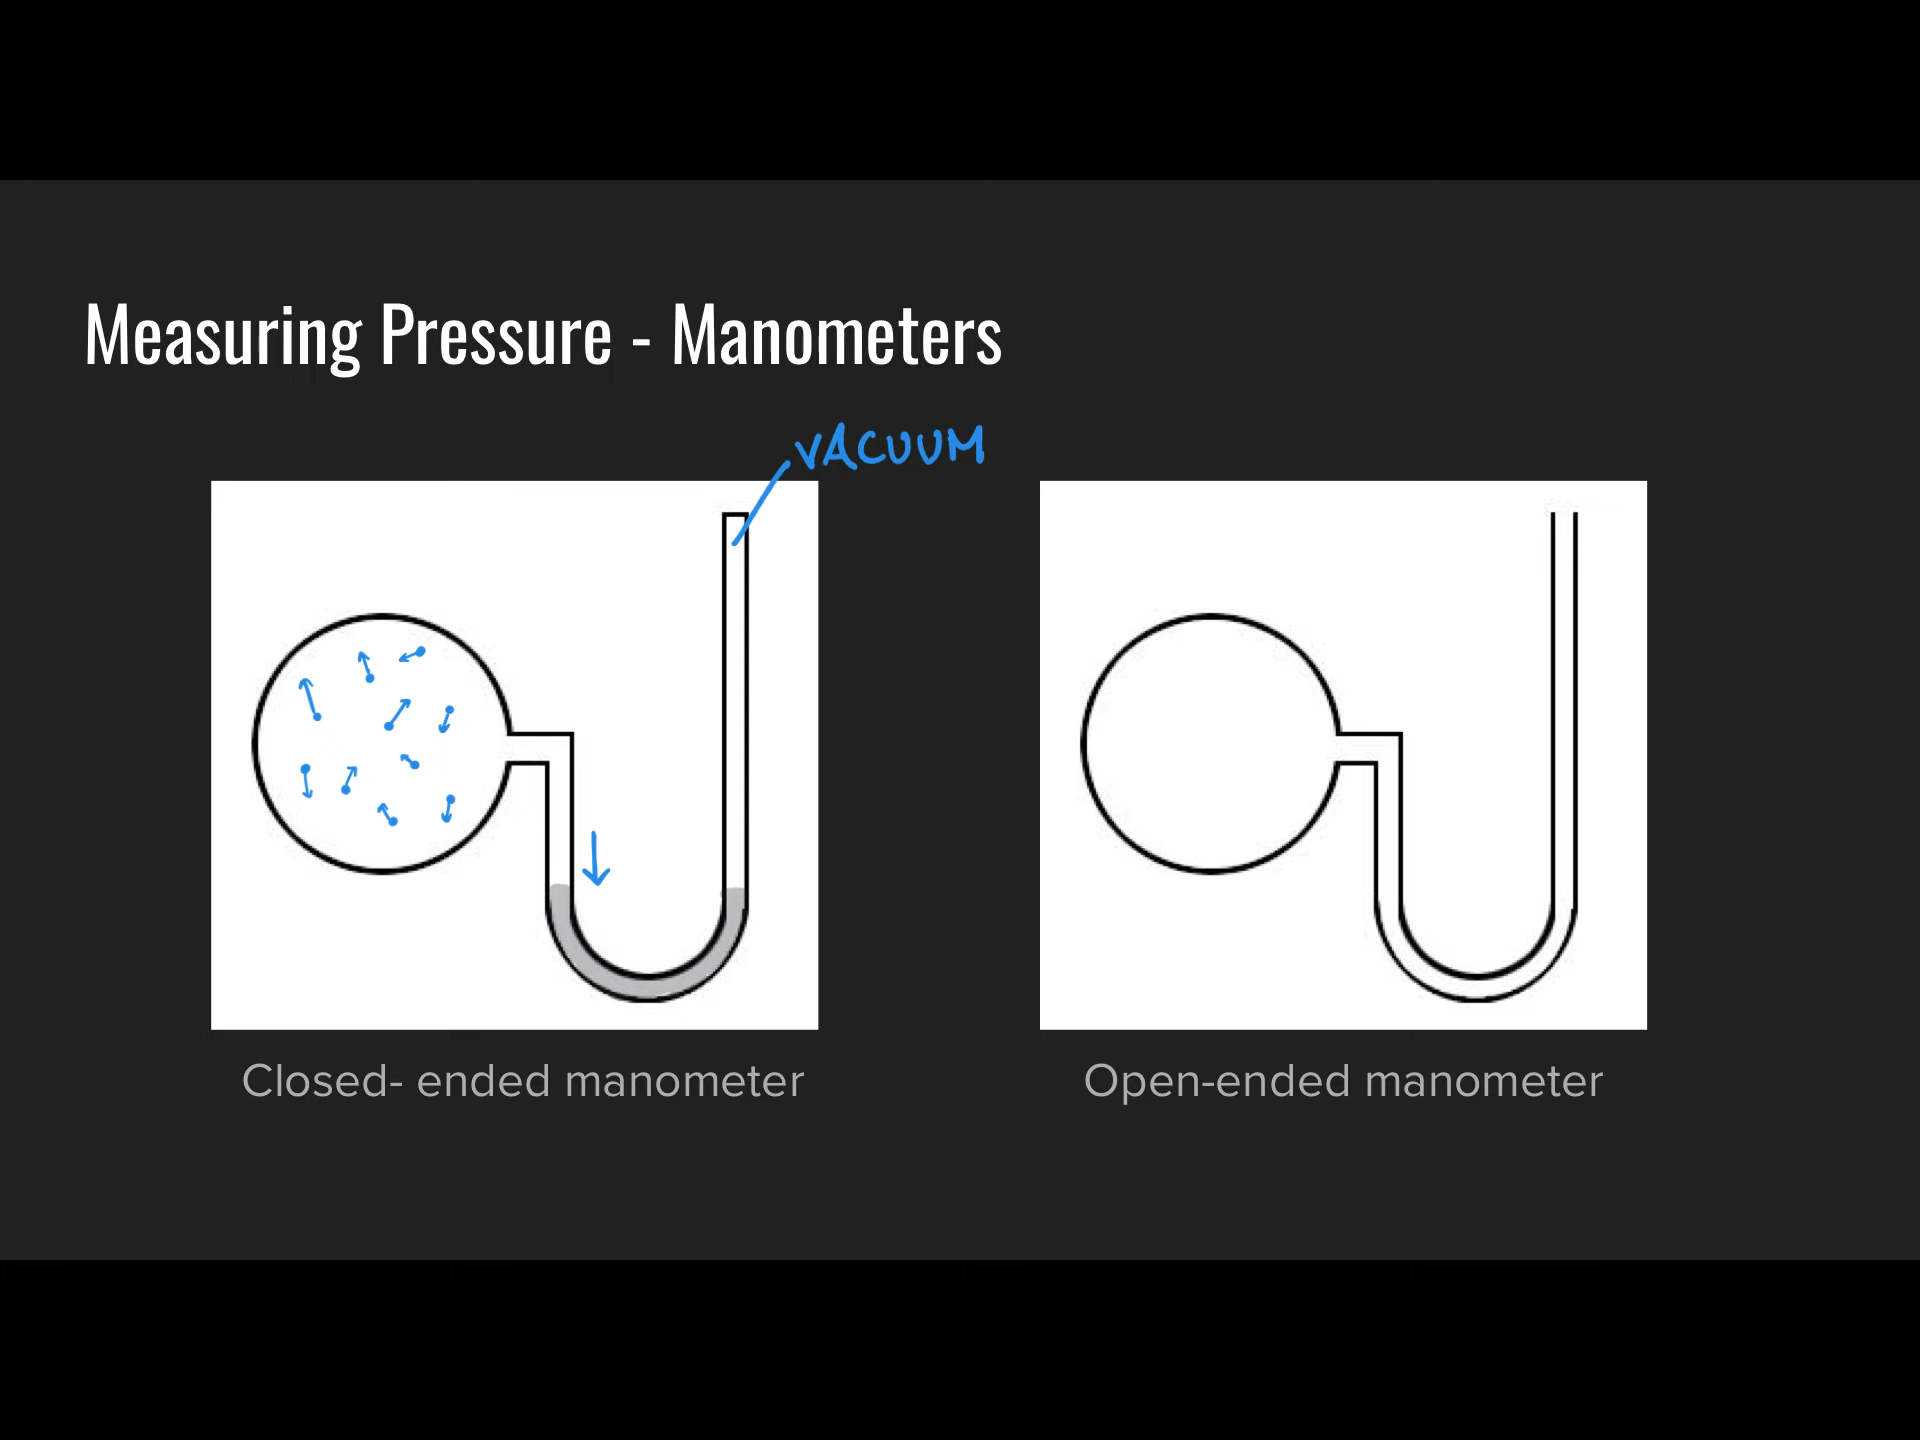 Measuring Pressure - Manometers
VACUUM
Closed- ended manometer
Open-ended manometer